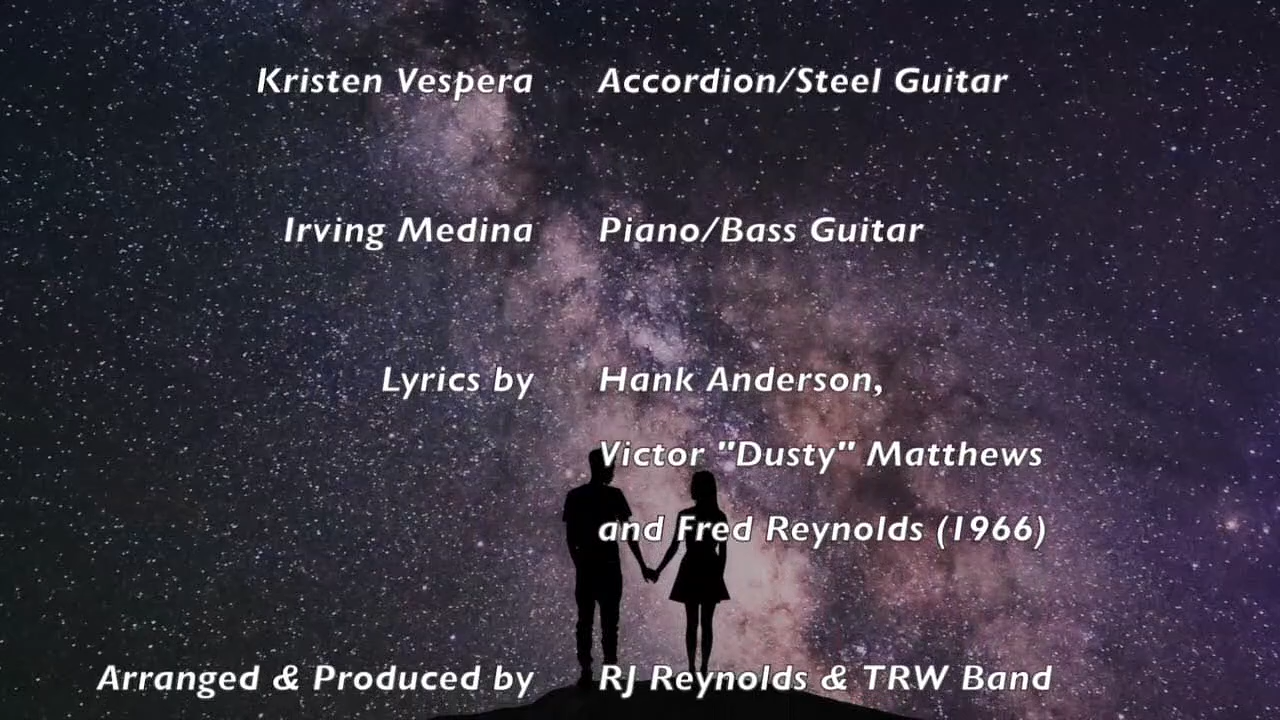 Kristen Vespera Accordion/Steel Guitar
Irving Medina Piano/Bass Guitar
Lyrics by Hank Anderson,
Victor "Dusty" Matthews
and Fred Reynolds (1966)
Arranged & Produced by RJ Reynolds & TRW Band